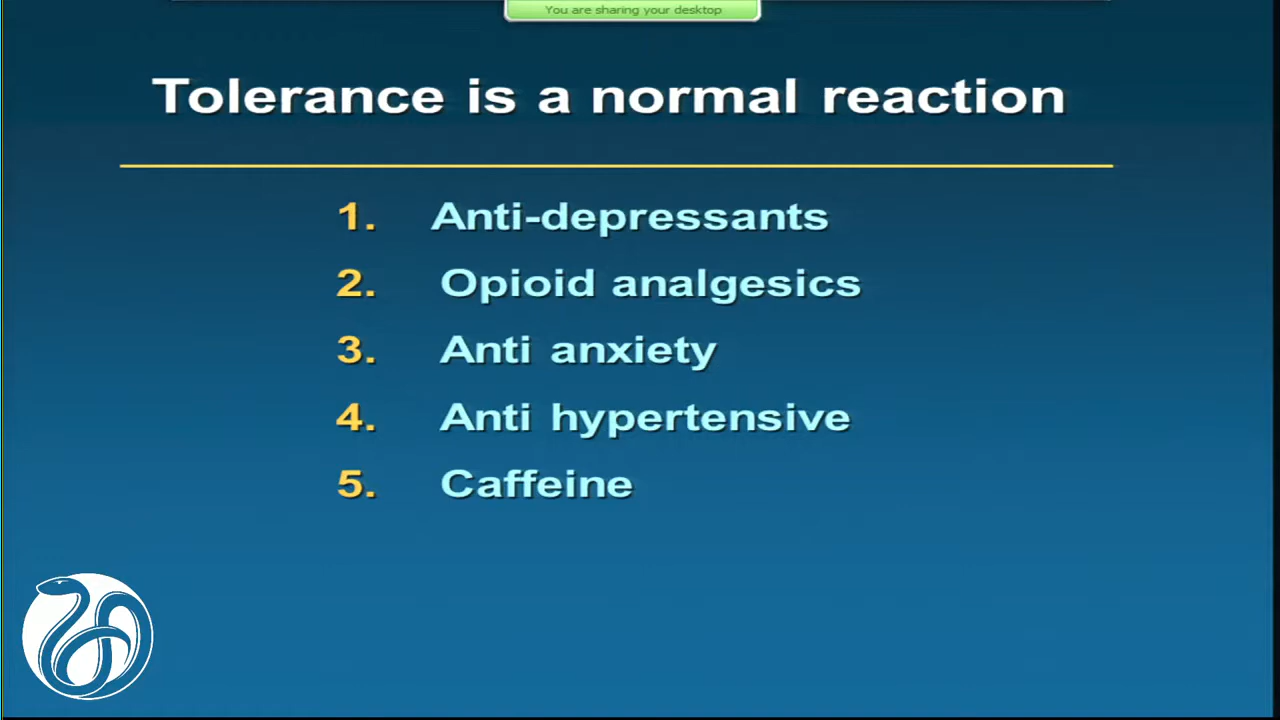 You are sharing your desktop
Tolerance is a normal reaction
1. Anti-depressants
2. Opioid analgesics
3. Anti anxiety
4. Anti hypertensive
5. Caffeine